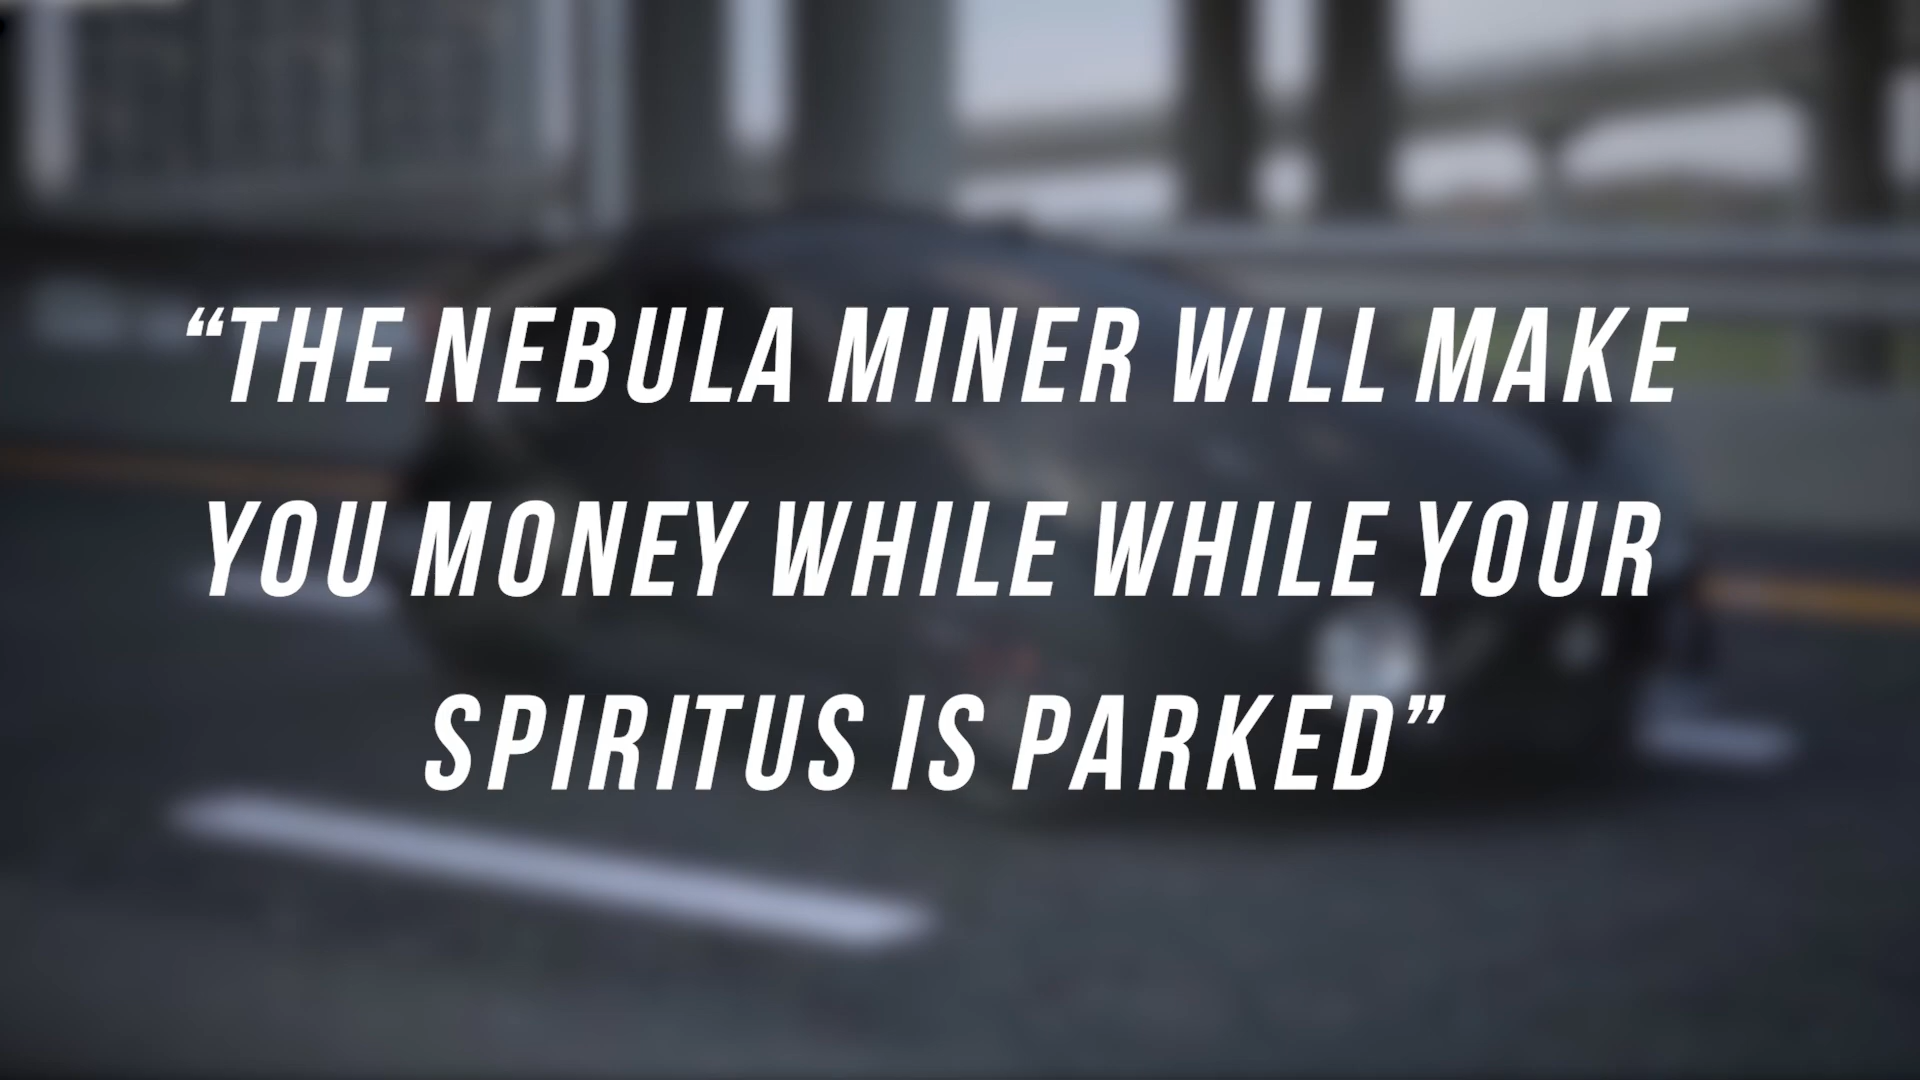 “THE NEBULA MINER WILL MAKE
YOU MONEY WHILE WHILE YOUR
SPIRITUS IS PARKED”